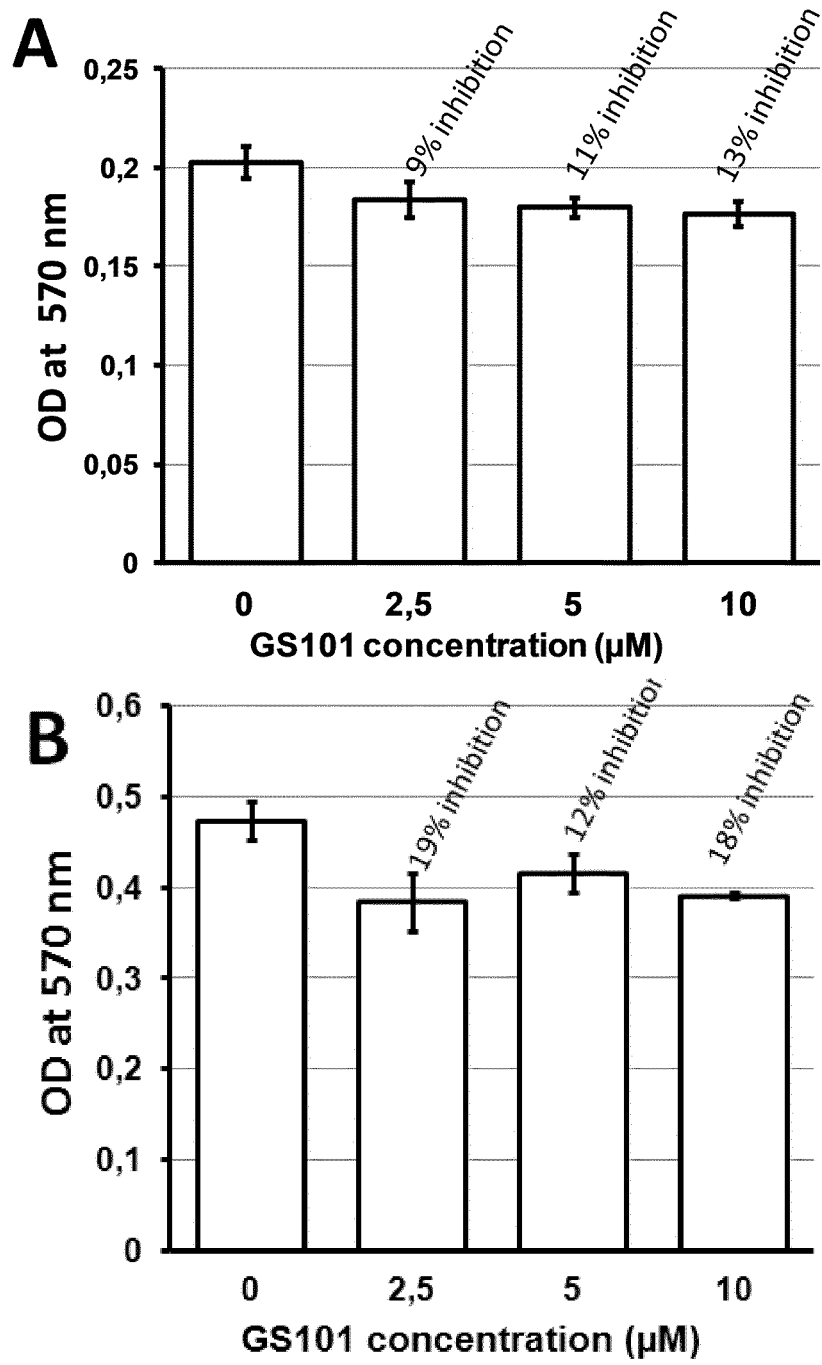 A
OD at 570 nm
0,25
0,2
0,15
0,1
0,05
0
9% inhibition
11% inhibition
13% inhibition
0 2,5 5 10
GS101 concentration (µM)
B
OD at 570 nm
0,6
0,5
0,4
0,3
0,2
0,1
0
19% inhibition
12% inhibition
18% inhibition
0 2,5 5 10
GS101 concentration (µM)